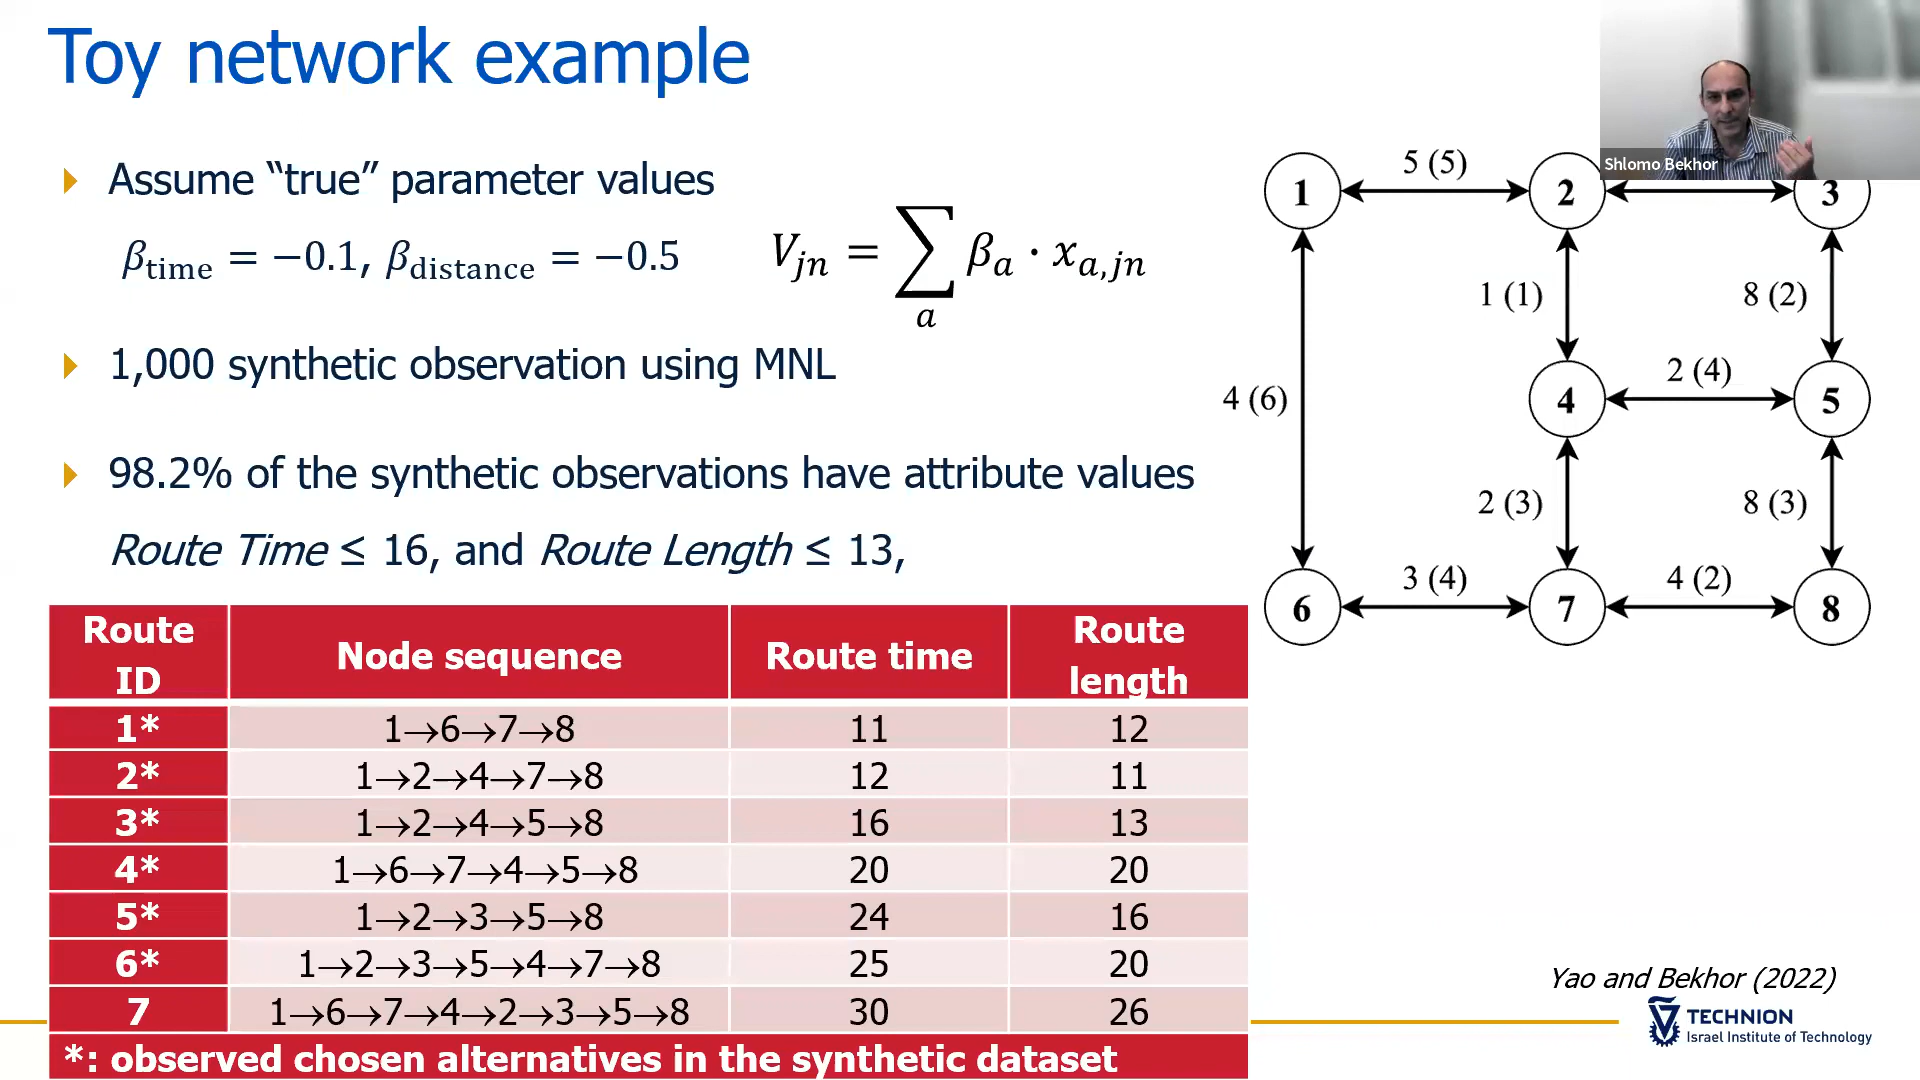 Toy network example
Shlomo Bekhor
Assume “true” parameter values
βtime = −0.1, βdistance = −0.5
Vjn = ∑a βa · xa,jn
1,000 synthetic observation using MNL
98.2% of the synthetic observations have attribute values
Route Time ≤ 16, and Route Length ≤ 13,
1 5 (5) 2 3
1 (1) 8 (2)
4 (6) 4 2 (4) 5
2 (3) 8 (3)
6 3 (4) 7 4 (2) 8
Route ID Node sequence Route time Route length
1* 1→6→7→8 11 12
2* 1→2→4→7→8 12 11
3* 1→2→4→5→8 16 13
4* 1→6→7→4→5→8 20 20
5* 1→2→3→5→8 24 16
6* 1→2→3→5→4→7→8 25 20
7 1→6→7→4→2→3→5→8 30 26
*: observed chosen alternatives in the synthetic dataset
Yao and Bekhor (2022)
TECHNION
Israel Institute of Technology